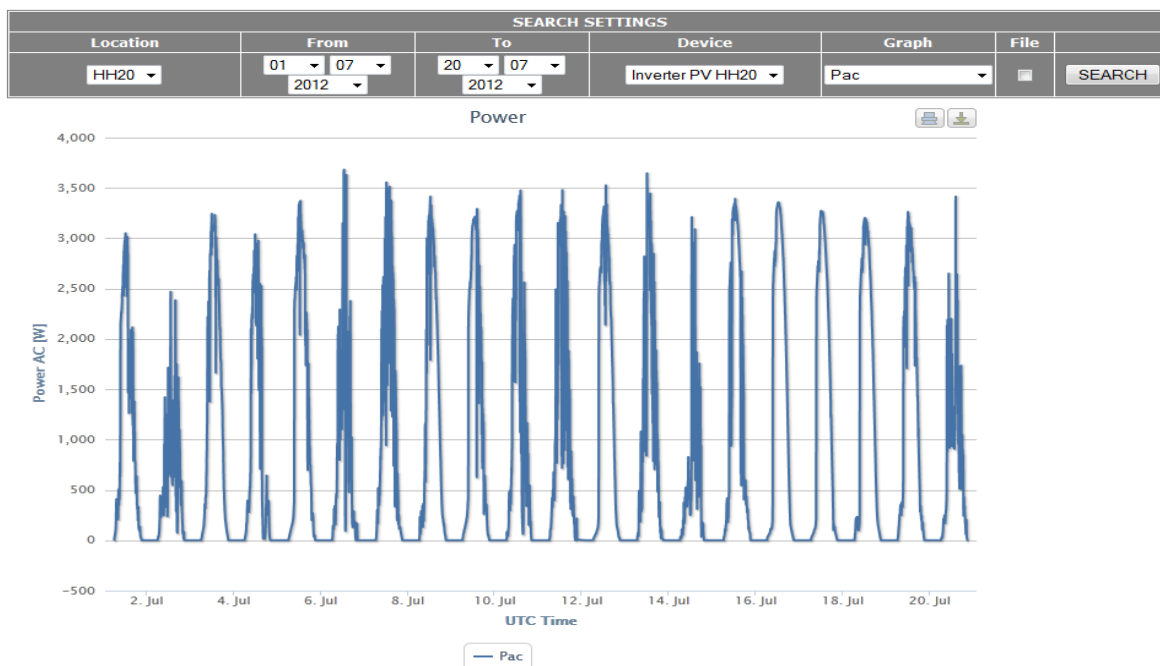 SEARCH SETTINGS
Location From To Device Graph File
HH20 01 07 2012 20 07 2012 Inverter PV HH20 Pac SEARCH
Power
4,000
3,500
3,000
2,500
2,000
1,500
1,000
500
0
-500
Power AC [W]
2. Jul 4. Jul 6. Jul 8. Jul 10. Jul 12. Jul 14. Jul 16. Jul 18. Jul 20. Jul
UTC Time
Pac